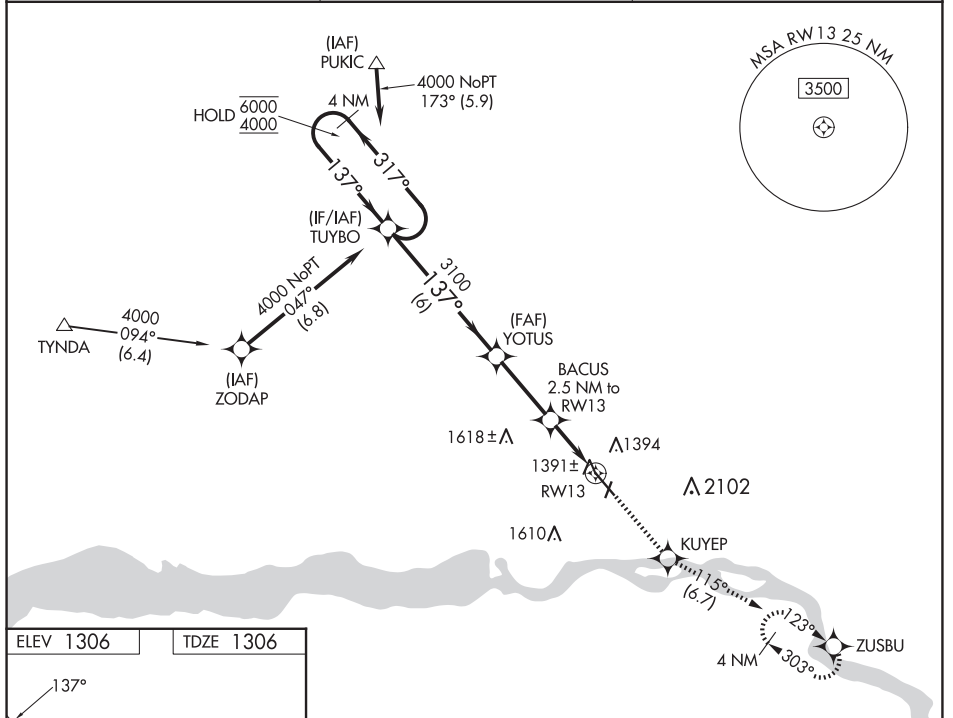 (IAF)
PUKIC
4000 NoPT
173° (5.9)
MSA RW13 25 NM
3500
HOLD 6000
4000
4 NM
317°
137°
(IF/IAF)
TUYBO
3100
137°
(6)
4000 NoPT
047°
(6.8)
4000
094°
(6.4)
TYNDA
(IAF)
ZODAP
(FAF)
YOTUS
BACUS
2.5 NM to
RW13
1618±
1394
1391±
RW13
2102
1610
KUYEP
115°
(6.7)
123°
303°
4 NM
ZUSBU
ELEV 1306
TDZE 1306
137°